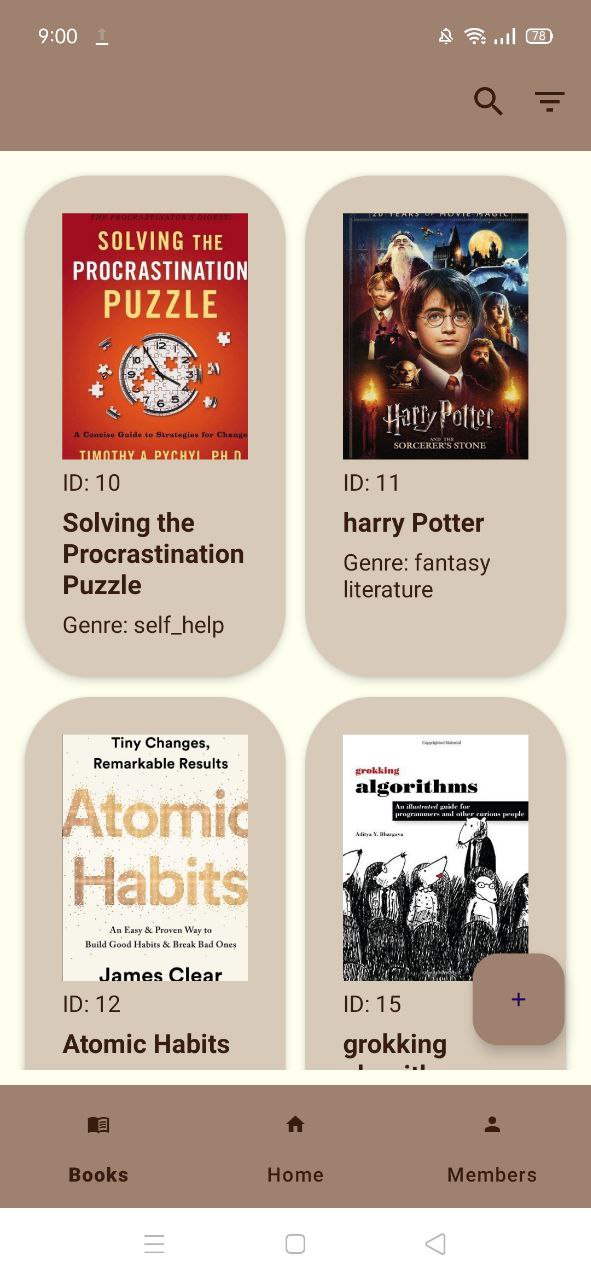 9:00
78
THE PROCRASTINATOR'S DIGEST:
SOLVING THE
PROCRASTINATION
PUZZLE
12
A Concise Guide to Strategies for Change
TIMOTHY A PYCHYL, PH.D
ID: 10
Solving the
Procrastination
Puzzle
Genre: self_help
20 YEARS OF MOVIE MAGIC
Harry Potter
AND THE
SORCERER'S STONE
ID: 11
harry Potter
Genre: fantasy
literature
Tiny Changes,
Remarkable Results
Atomic
Habits
An Easy & Proven Way to
Build Good Habits & Break Bad Ones
James Clear
ID: 12
Atomic Habits
grokking
algorithms
An illustrated guide for
programmers and other curious people
Aditya Y. Bhargava
ID: 15
grokking
+
Books
Home
Members